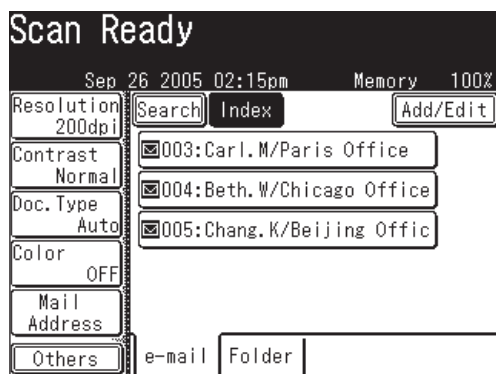 Scan Ready
Sep 26 2005 02:15pm Memory 100%
Resolution
200dpi
Search Index Add/Edit
003:Carl.M/Paris Office
Contrast
Normal
004:Beth.W/Chicago Office
Doc.Type
Auto
005:Chang.K/Beijing Offic
Color
OFF
Mail
Address
Others
e-mail Folder